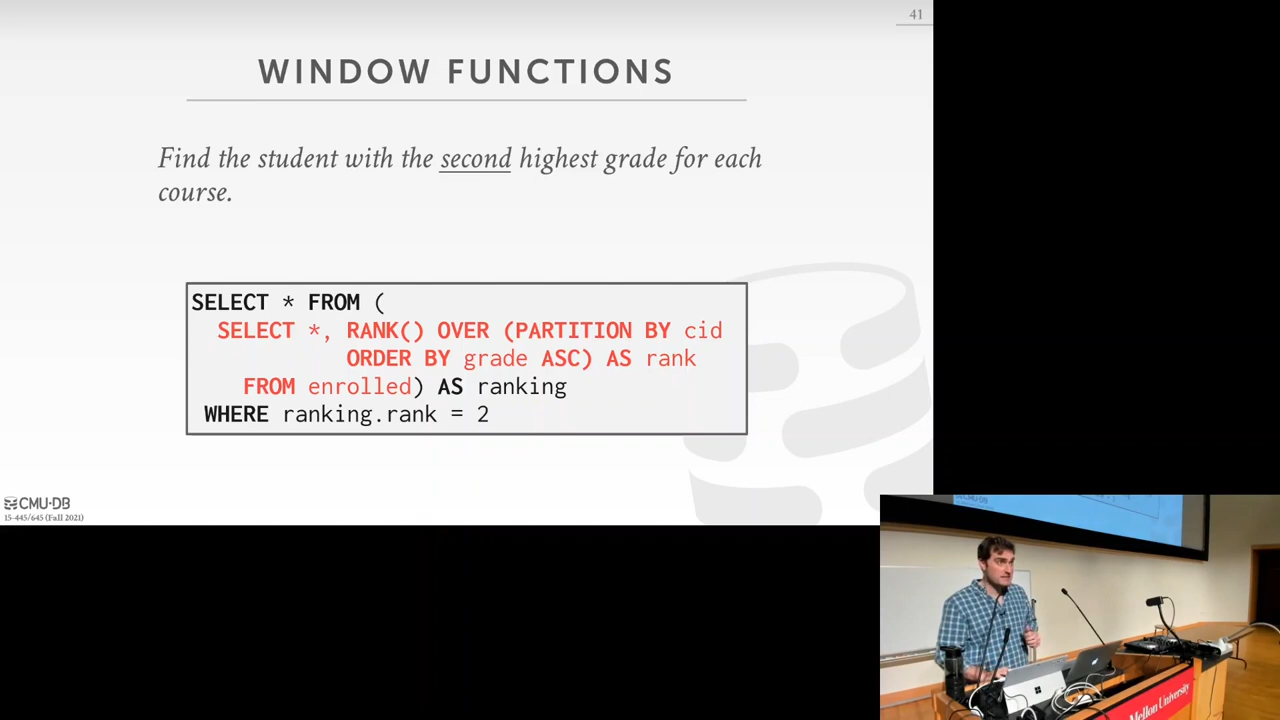 41
WINDOW FUNCTIONS
Find the student with the second highest grade for each
course.
SELECT * FROM (
SELECT *, RANK() OVER (PARTITION BY cid
ORDER BY grade ASC) AS rank
FROM enrolled) AS ranking
WHERE ranking.rank = 2
CMU·DB
15-445/645 (Fall 2021)
Mellon University